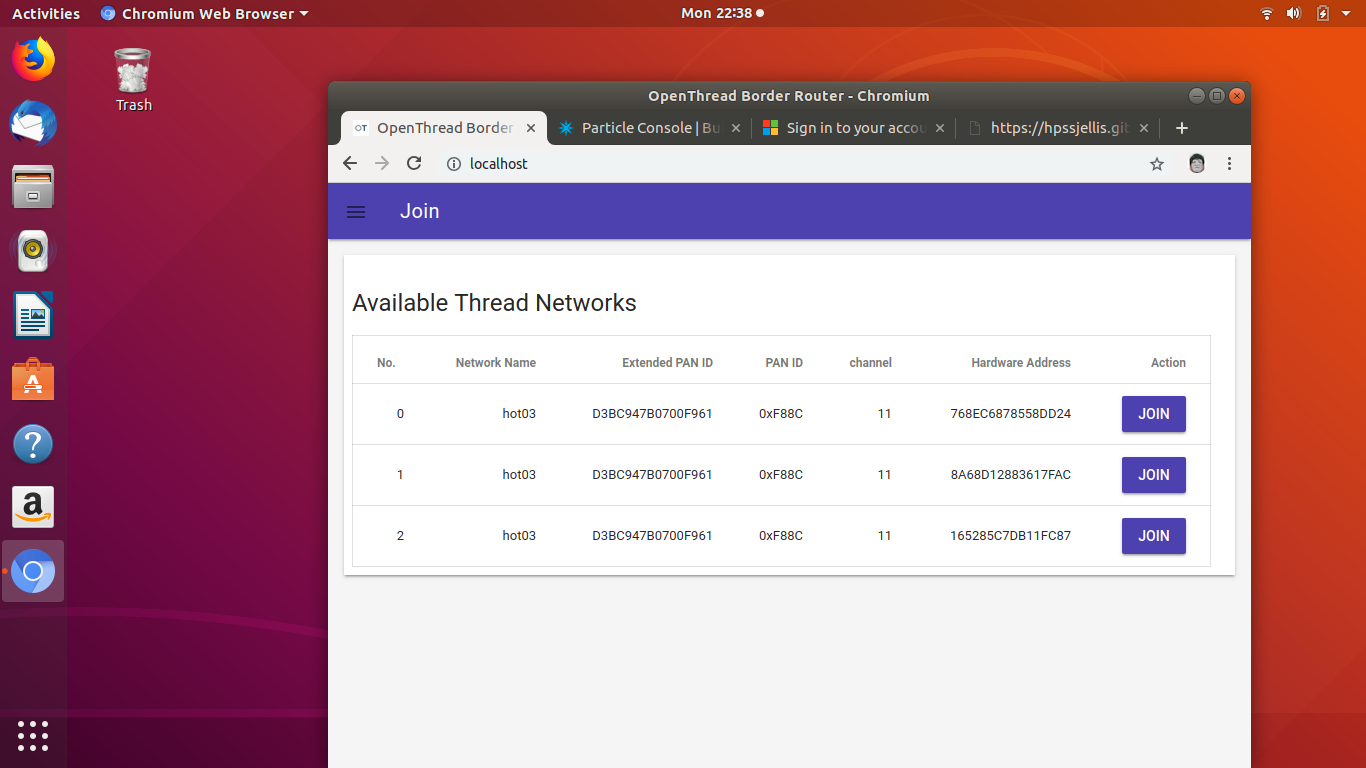 Activities Chromium Web Browser Mon 22:38
Trash
OpenThread Border Router - Chromium
OT OpenThread Border Particle Console | Bu Sign in to your accou https://hpssjellis.git
localhost
Join
Available Thread Networks
No. Network Name Extended PAN ID PAN ID channel Hardware Address Action
0 hot03 D3BC947B0700F961 0xF88C 11 768EC6878558DD24 JOIN
1 hot03 D3BC947B0700F961 0xF88C 11 8A68D12883617FAC JOIN
2 hot03 D3BC947B0700F961 0xF88C 11 165285C7DB11FC87 JOIN